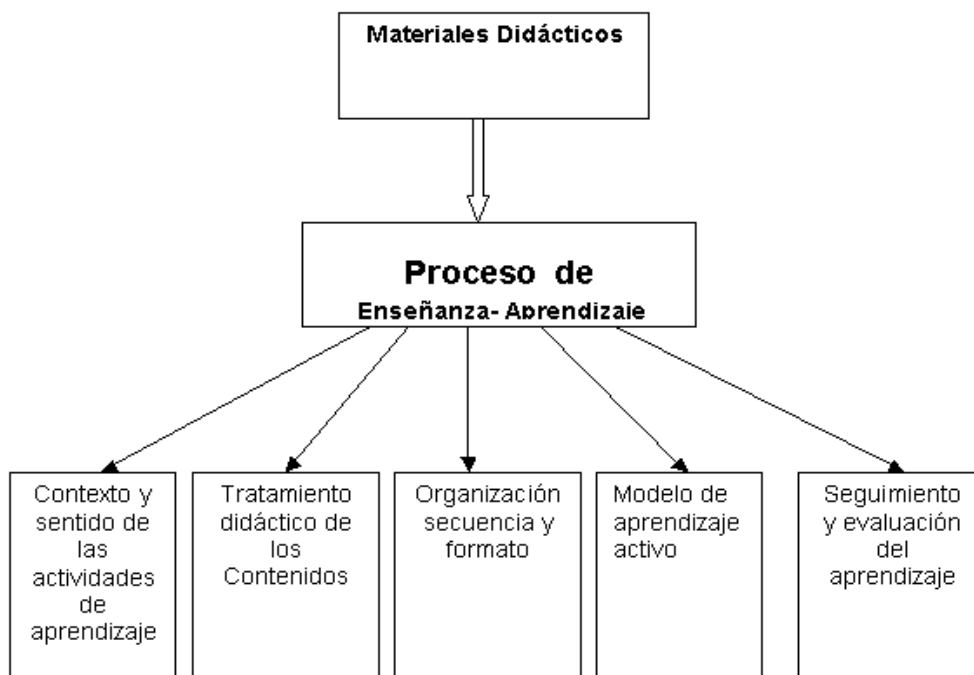 Materiales Didácticos
Proceso de
Enseñanza- Aprendizaje
Contexto y
sentido de
las
actividades
de
aprendizaje
Tratamiento
didáctico de
los
Contenidos
Organización
secuencia y
formato
Modelo de
aprendizaje
activo
Seguimiento
y evaluación
del
aprendizaje